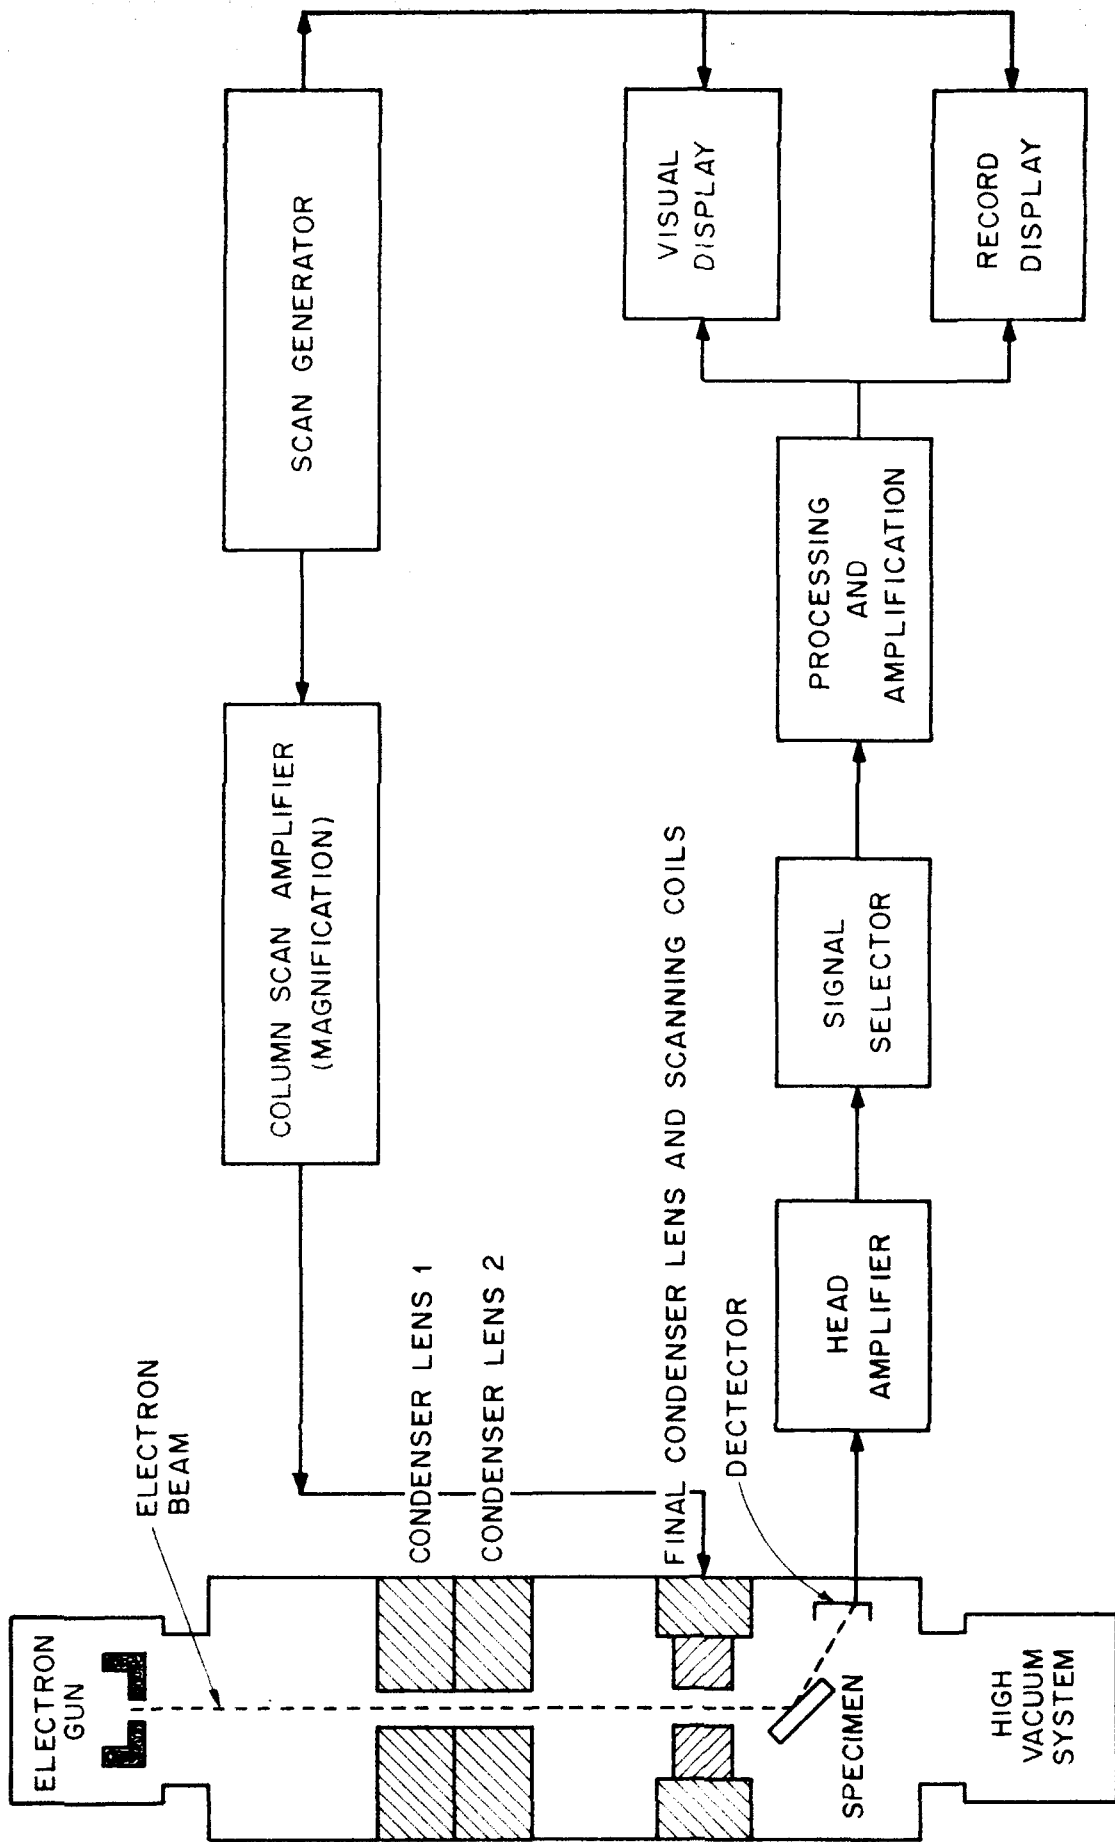 ELECTRON
GUN
ELECTRON
BEAM
CONDENSER LENS 1
CONDENSER LENS 2
FINAL CONDENSER LENS AND SCANNING COILS
DECTECTOR
SPECIMEN
HIGH
VACUUM
SYSTEM
COLUMN SCAN AMPLIFIER
(MAGNIFICATION)
SCAN GENERATOR
HEAD
AMPLIFIER
SIGNAL
SELECTOR
PROCESSING
AND
AMPLIFICATION
VISUAL
DISPLAY
RECORD
DISPLAY